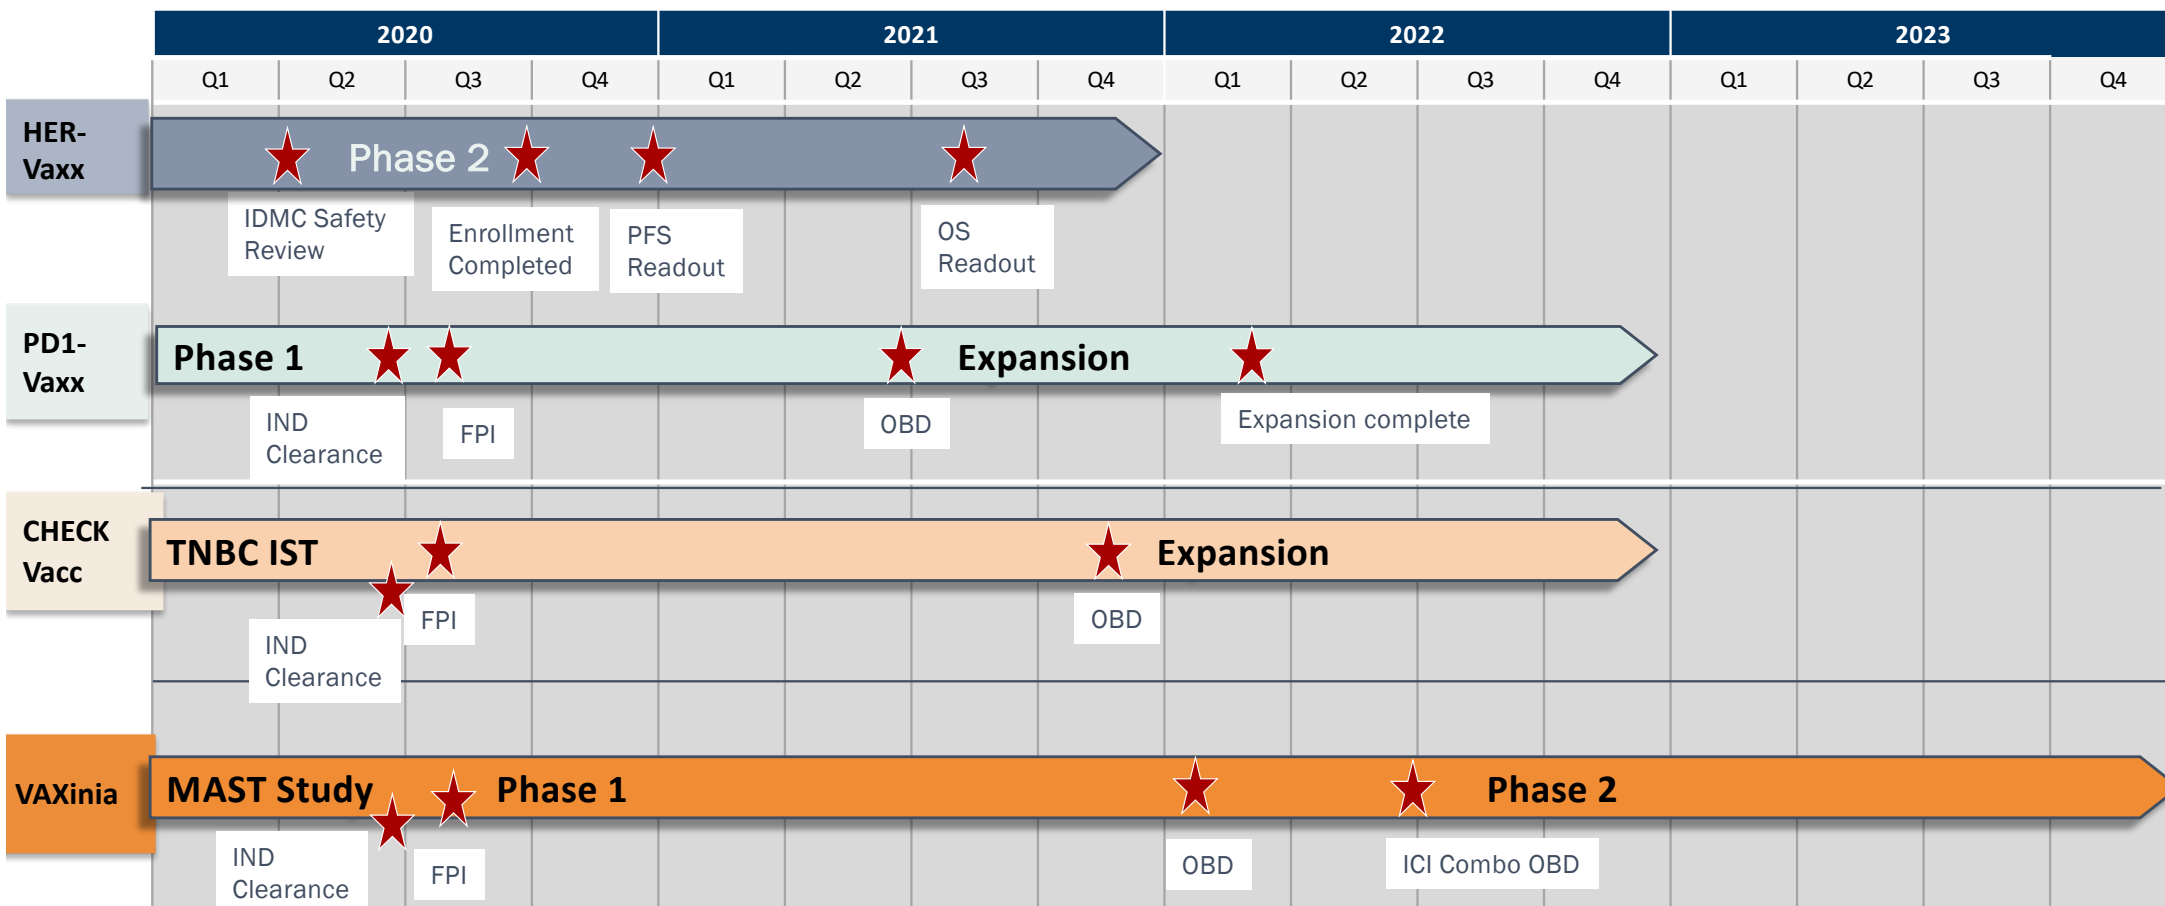 2020 2021 2022 2023
Q1 Q2 Q3 Q4 Q1 Q2 Q3 Q4 Q1 Q2 Q3 Q4 Q1 Q2 Q3 Q4
HER-
Vaxx
Phase 2
IDMC Safety
Review
Enrollment
Completed
PFS
Readout
OS
Readout
PD1-
Vaxx
Phase 1
Expansion
IND
Clearance
FPI
OBD
Expansion complete
CHECK
Vacc
TNBC IST
Expansion
IND
Clearance
FPI
OBD
VAXinia
MAST Study
Phase 1
Phase 2
IND
Clearance
FPI
OBD
ICI Combo OBD